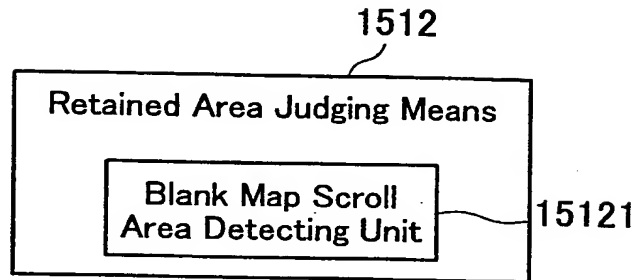 1512
Retained Area Judging Means
Blank Map Scroll
Area Detecting Unit
15121